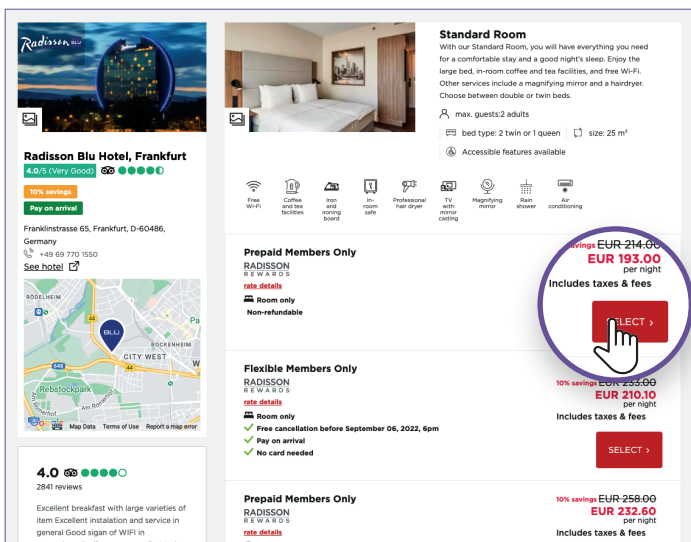 Radisson BLU
Radisson Blu Hotel, Frankfurt
4.0/5 (Very Good)
10% savings
Pay on arrival
Franklinstrasse 65, Frankfurt, D-60486,
Germany
+49 69 770 1550
See hotel
RÖDELHEIM
44
Pa
BLU
BOCKENHEIM
CITY WEST
W
648
44
Rebstockpark
Am Römerhof
Am Römerhof
Map Data Terms of Use Report a map error
4.0
2841 reviews
Excellent breakfast with large varieties of
item Excellent instalation and service in
general Good sigan of WIFI in
Standard Room
With our Standard Room, you will have everything you need
for a comfortable stay and a good night's sleep. Enjoy the
large bed, in-room coffee and tea facilities, and free Wi-Fi.
Other services include a magnifying mirror and a hairdryer.
Choose between double or twin beds.
max. guests:2 adults
bed type: 2 twin or 1 queen size: 25 m²
Accessible features available
Free Wi-Fi
Coffee and tea facilities
Iron and ironing board
in-room safe
Professional hair dryer
TV with mirror casting
Magnifying mirror
Rain shower
Air conditioning
Prepaid Members Only
RADISSON
REWARDS
rate details
Room only
Non-refundable
savings EUR 214.00
EUR 193.00
per night
Includes taxes & fees
SELECT >
Flexible Members Only
RADISSON
REWARDS
rate details
Room only
Free cancellation before September 06, 2022, 6pm
Pay on arrival
No card needed
10% savings EUR 233.00
EUR 210.10
per night
Includes taxes & fees
SELECT >
Prepaid Members Only
RADISSON
REWARDS
rate details
10% savings EUR 258.00
EUR 232.60
per night
Includes taxes & fees